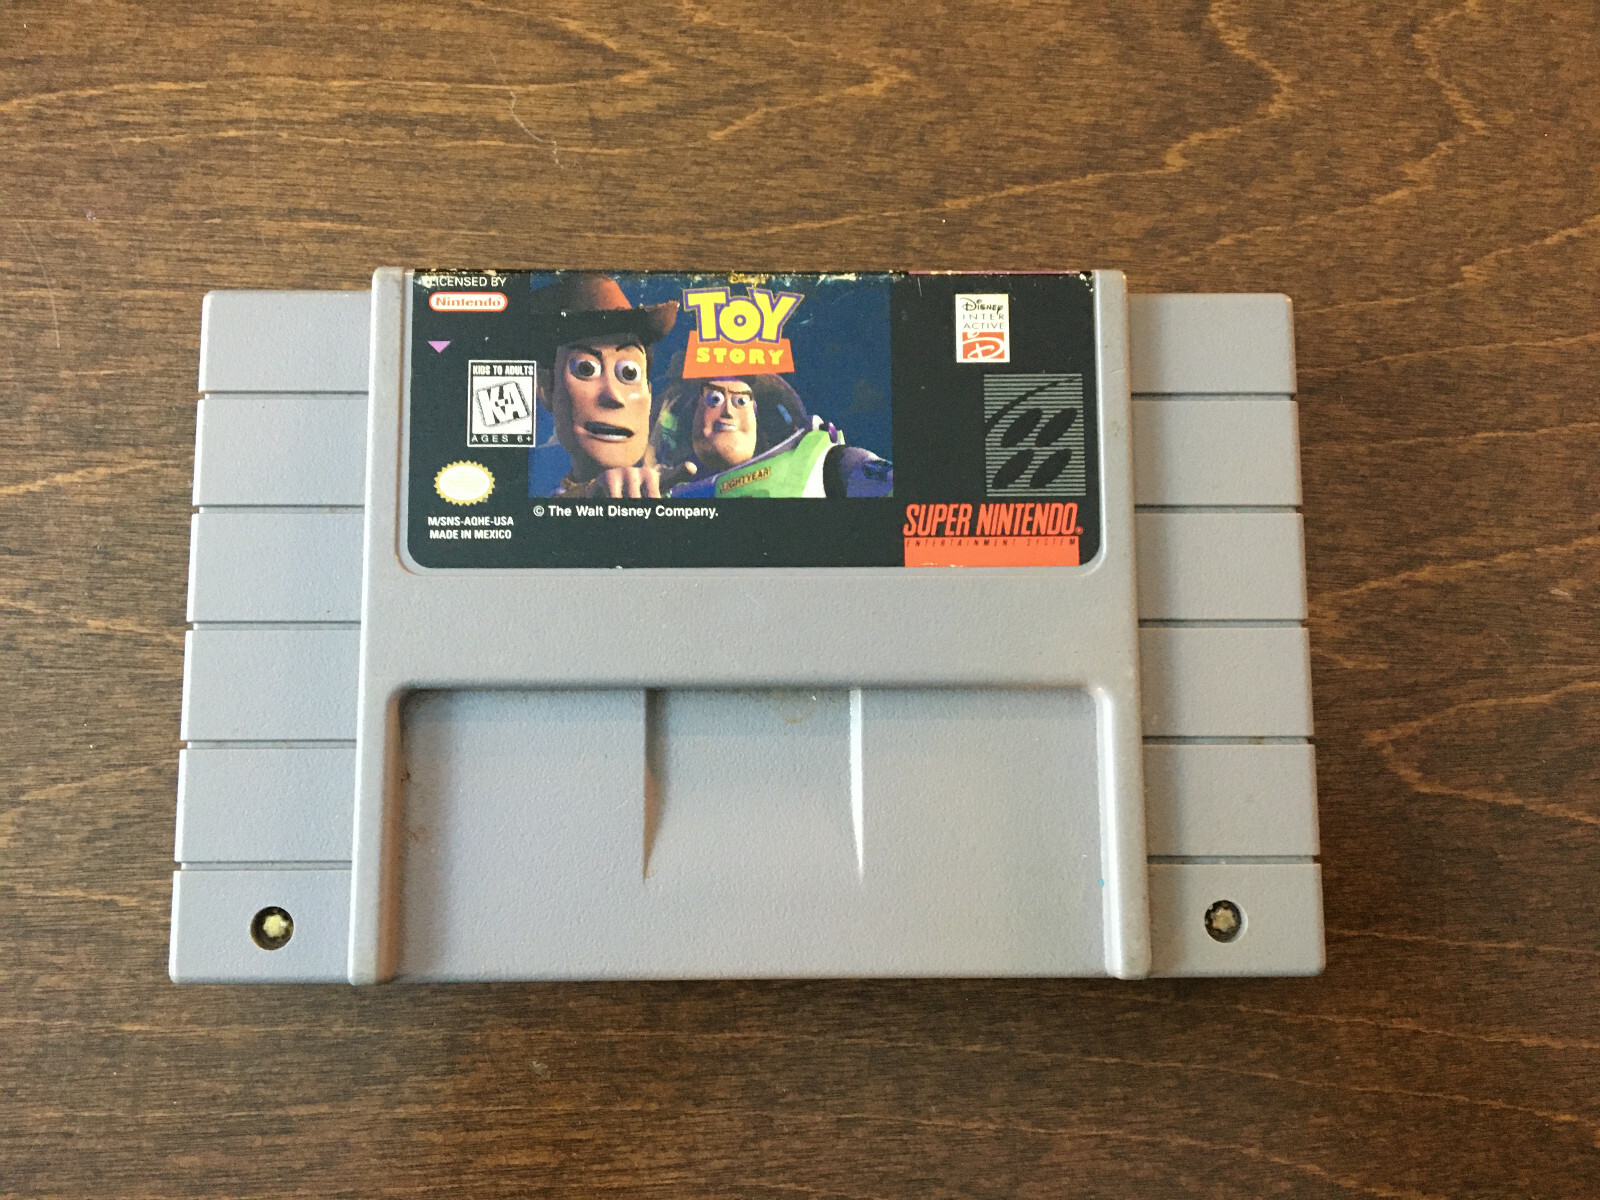 LICENSED BY
Nintendo
Disney's
TOY
STORY
Disney
INTER
ACTIVE
D
KIDS TO ADULTS
K-A
AGES 6+
LIGHTYEAR
M/SNS-AQHE-USA
MADE IN MEXICO
© The Walt Disney Company.
SUPER NINTENDO®
ENTERTAINMENT SYSTEM